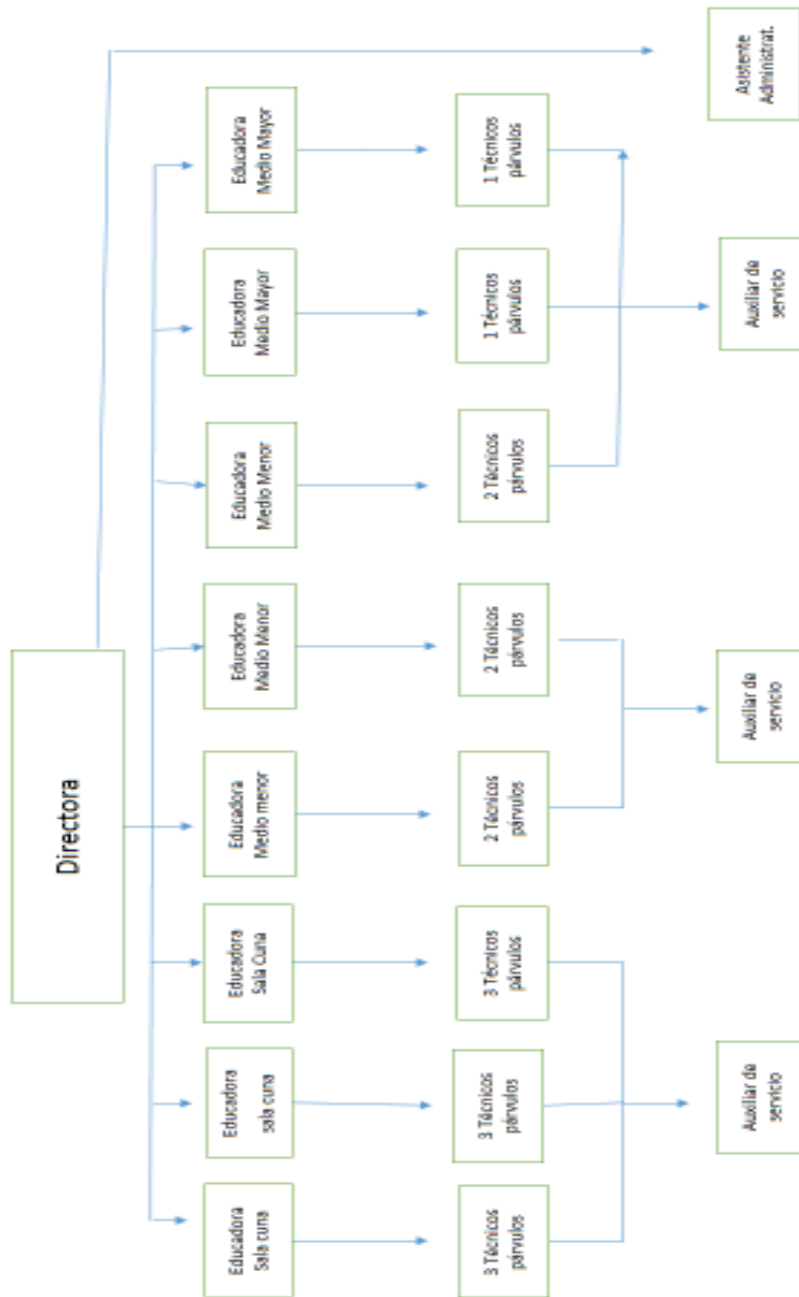 Directora
Educadora
Sala cuna
Educadora
sala cuna
Educadora
Sala Cuna
Educadora
Medio menor
Educadora
Medio Menor
Educadora
Medio Menor
Educadora
Medio Mayor
Educadora
Medio Mayor
3 Técnicos
párvulos
3 Técnicos
párvulos
3 Técnicos
párvulos
2 Técnicos
párvulos
2 Técnicos
párvulos
2 Técnicos
párvulos
1 Técnicos
párvulos
1 Técnicos
párvulos
Auxiliar de
servicio
Auxiliar de
servicio
Auxiliar de
servicio
Asistente
Administrat.